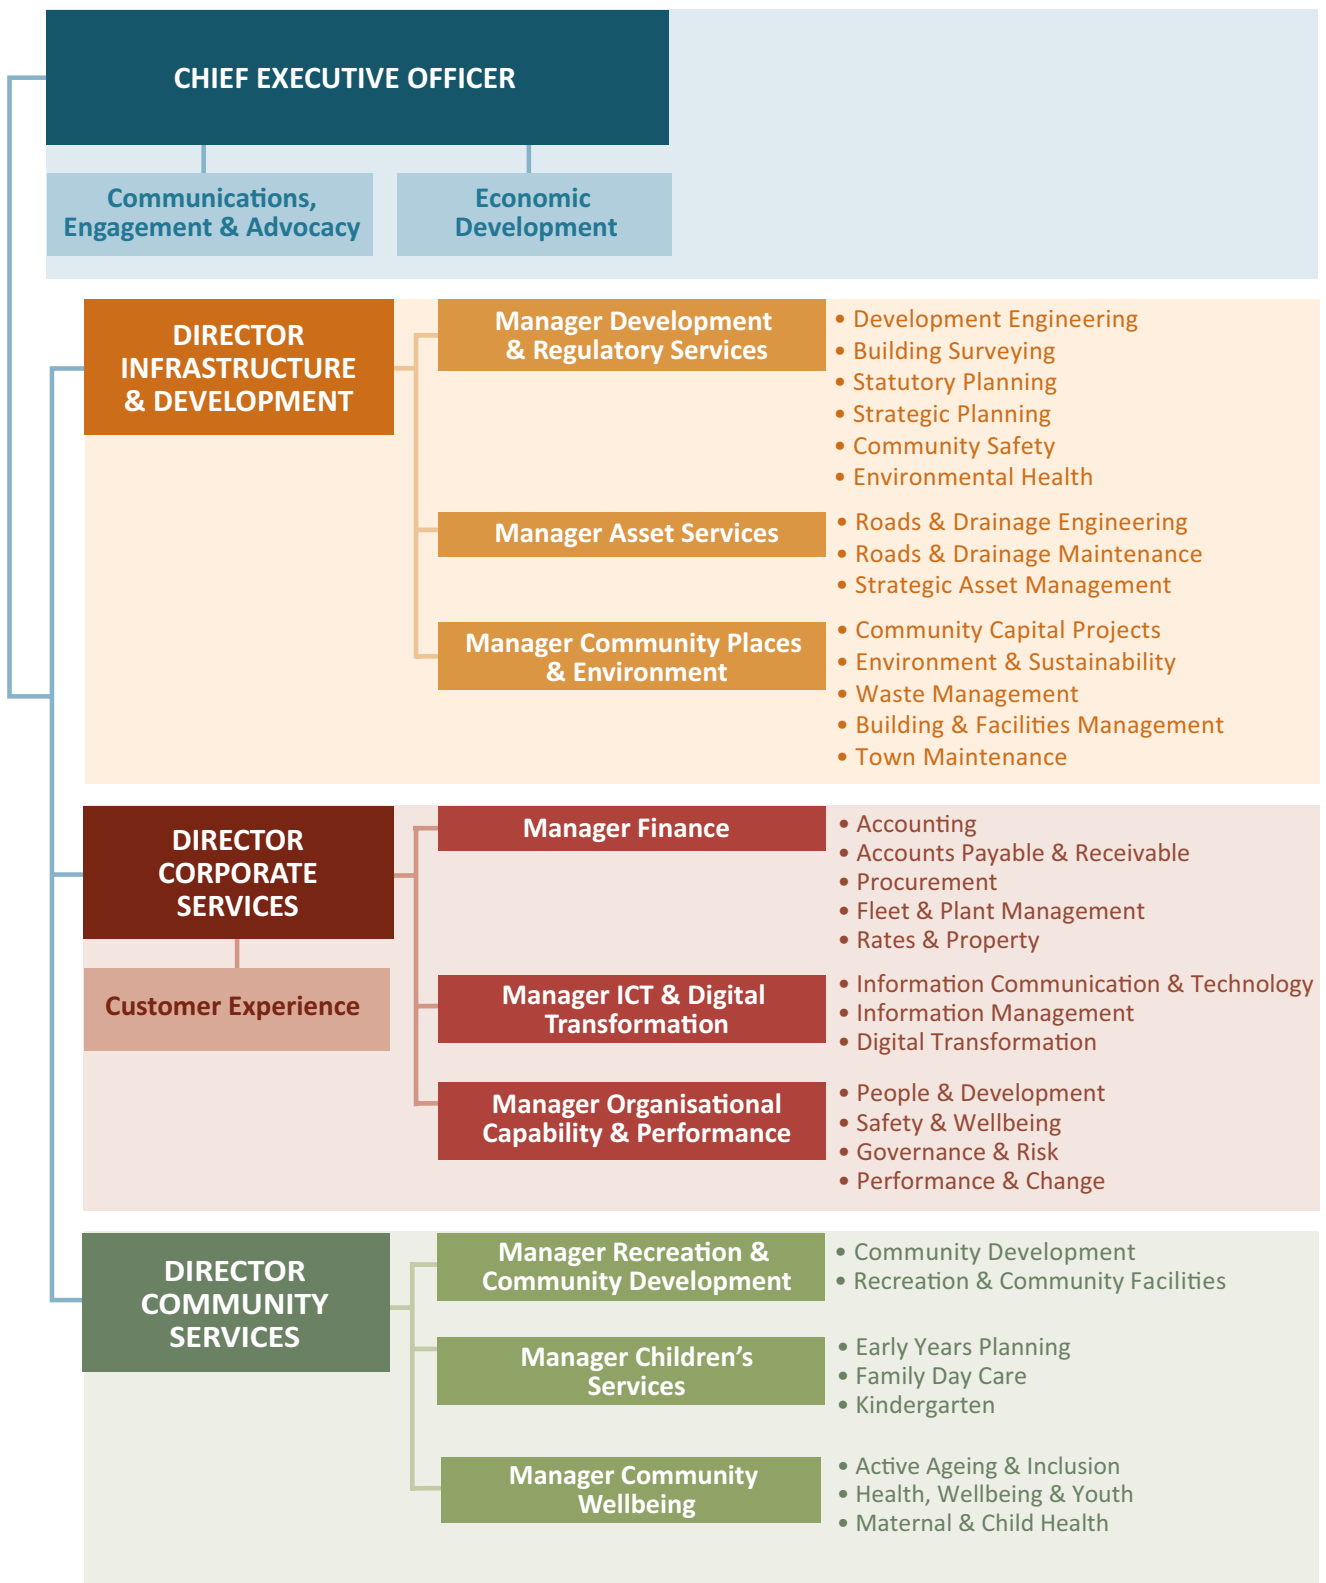 CHIEF EXECUTIVE OFFICER
Communications,
Engagement & Advocacy
Economic
Development
DIRECTOR
INFRASTRUCTURE
& DEVELOPMENT
Manager Development
& Regulatory Services
• Development Engineering
• Building Surveying
• Statutory Planning
• Strategic Planning
• Community Safety
• Environmental Health
Manager Asset Services
• Roads & Drainage Engineering
• Roads & Drainage Maintenance
• Strategic Asset Management
Manager Community Places
& Environment
• Community Capital Projects
• Environment & Sustainability
• Waste Management
• Building & Facilities Management
• Town Maintenance
DIRECTOR
CORPORATE
SERVICES
Customer Experience
Manager Finance
• Accounting
• Accounts Payable & Receivable
• Procurement
• Fleet & Plant Management
• Rates & Property
Manager ICT & Digital
Transformation
• Information Communication & Technology
• Information Management
• Digital Transformation
Manager Organisational
Capability & Performance
• People & Development
• Safety & Wellbeing
• Governance & Risk
• Performance & Change
DIRECTOR
COMMUNITY
SERVICES
Manager Recreation &
Community Development
• Community Development
• Recreation & Community Facilities
Manager Children’s
Services
• Early Years Planning
• Family Day Care
• Kindergarten
Manager Community
Wellbeing
• Active Ageing & Inclusion
• Health, Wellbeing & Youth
• Maternal & Child Health